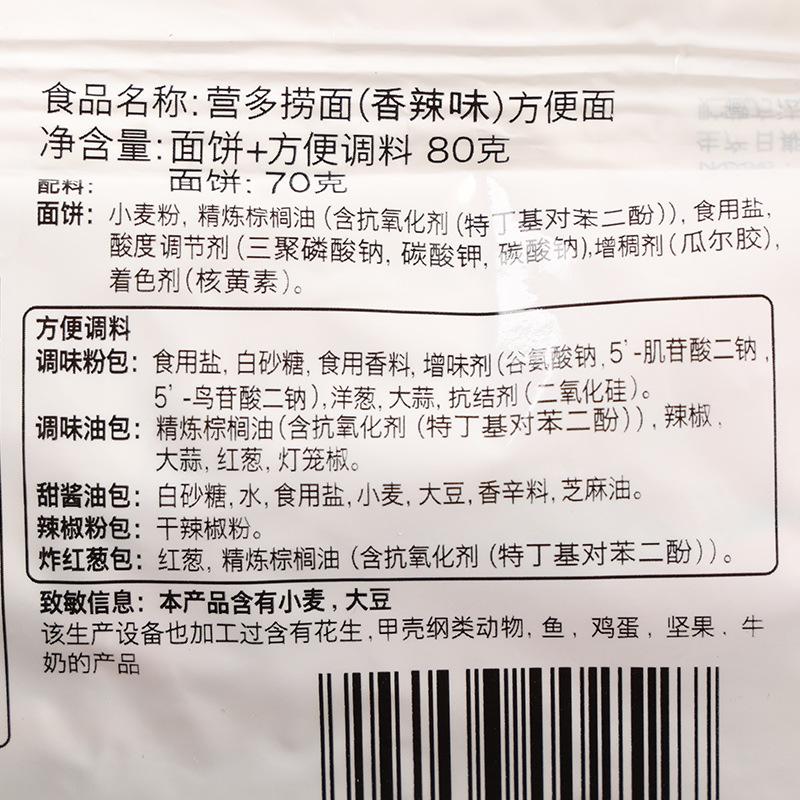 食品名称:营多捞面(香辣味)方便面
净含量:面饼+方便调料 80克
面饼: 70克
配料:
面饼: 小麦粉, 精炼棕榈油 (含抗氧化剂 (特丁基对苯二酚)), 食用盐,
酸度调节剂 (三聚磷酸钠, 碳酸钾, 碳酸钠),增稠剂 (瓜尔胶),
着色剂 (核黄素)。
方便调料
调味粉包: 食用盐, 白砂糖, 食用香料, 增味剂 (谷氨酸钠, 5'-肌苷酸二钠,
5'-鸟苷酸二钠),洋葱, 大蒜, 抗结剂 (二氧化硅)。
调味油包: 精炼棕榈油 (含抗氧化剂 (特丁基对苯二酚)), 辣椒,
大蒜, 红葱, 灯笼椒。
甜酱油包: 白砂糖, 水, 食用盐, 小麦, 大豆, 香辛料, 芝麻油。
辣椒粉包: 干辣椒粉。
炸红葱包: 红葱, 精炼棕榈油 (含抗氧化剂 (特丁基对苯二酚))。
致敏信息: 本产品含有小麦, 大豆
该生产设备也加工过含有花生, 甲壳纲类动物, 鱼, 鸡蛋, 坚果, 牛
奶的产品